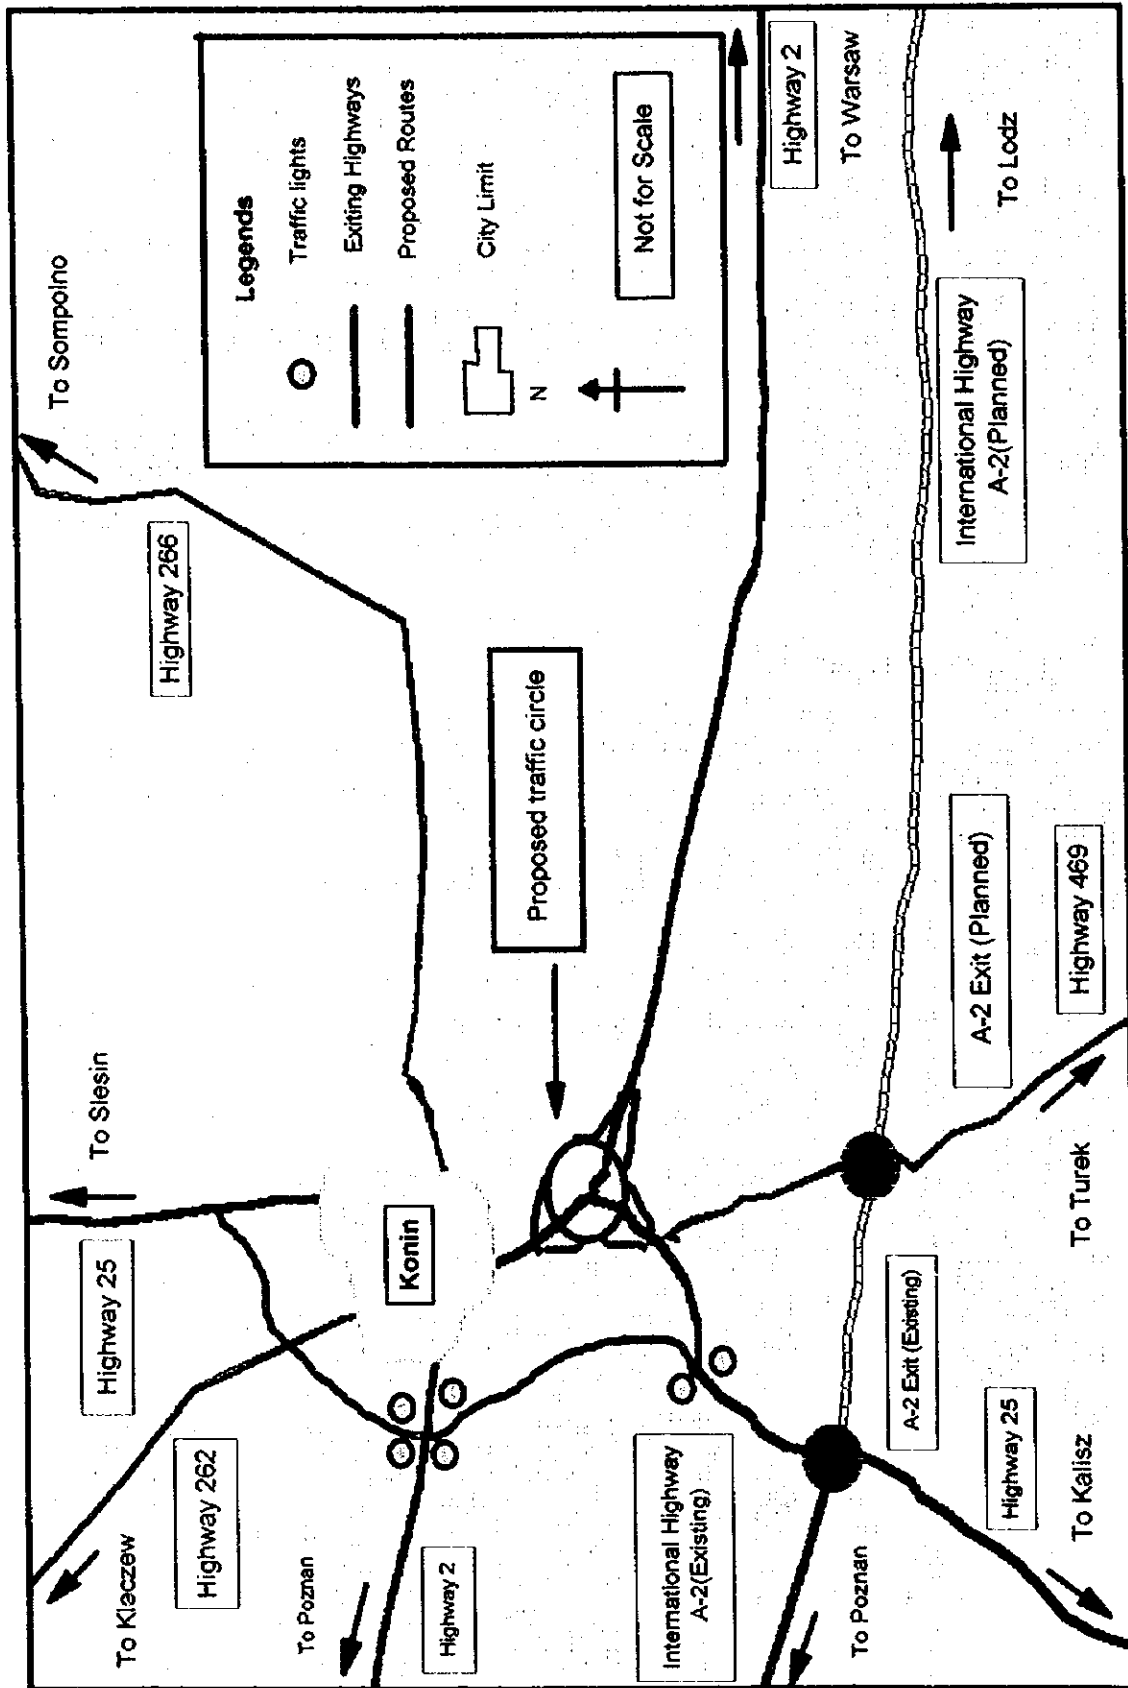 To Sompolno
Highway 266
Legends
Traffic lights
Exiting Highways
Proposed Routes
City Limit
N
Not for Scale
Highway 2
To Warsaw
To Lodz
International Highway
A-2(Planned)
Proposed traffic circle
A-2 Exit (Planned)
Highway 469
To Slesin
Konin
To Turek
Highway 25
A-2 Exit (Existing)
Highway 25
To Kalisz
Highway 262
To Kleczew
To Poznan
Highway 2
International Highway
A-2(Existing)
To Poznan